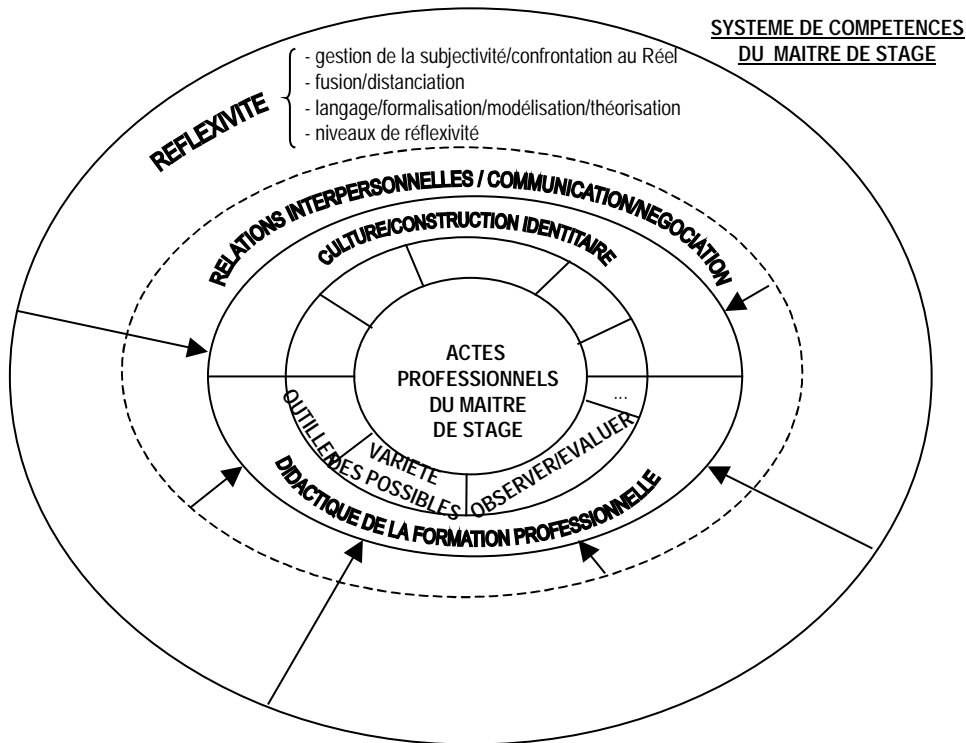 SYSTEME DE COMPETENCES
DU MAITRE DE STAGE
REFLEXIVITE
- gestion de la subjectivité/confrontation au Réel
- fusion/distanciation
- langage/formalisation/modélisation/théorisation
- niveaux de réflexivité
RELATIONS INTERPERSONNELLES / COMMUNICATION/NEGOCIATION
CULTURE/CONSTRUCTION IDENTITAIRE
ACTES
PROFESSIONNELS
DU MAITRE
DE STAGE
OUTILLER
VARIETE
DES POSSIBLES
OBSERVER/EVALUER
...
DIDACTIQUE DE LA FORMATION PROFESSIONNELLE